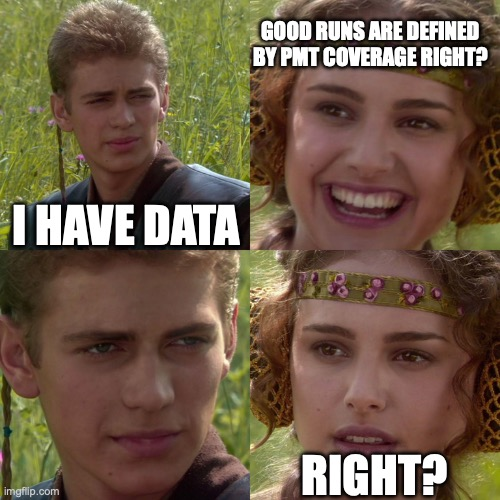 GOOD RUNS ARE DEFINED
BY PMT COVERAGE RIGHT?
I HAVE DATA
RIGHT?
imgflip.com